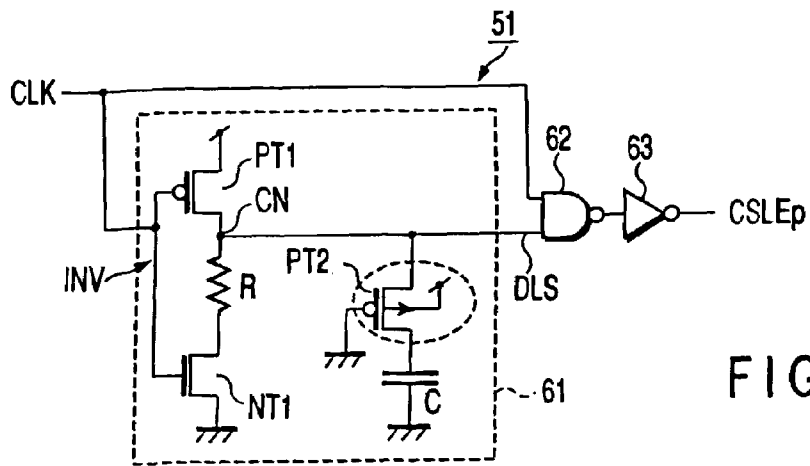 51
CLK
62
63
PT1
CN
CSLEp
PT2
DLS
INV
R
NT1
C
61
FIG